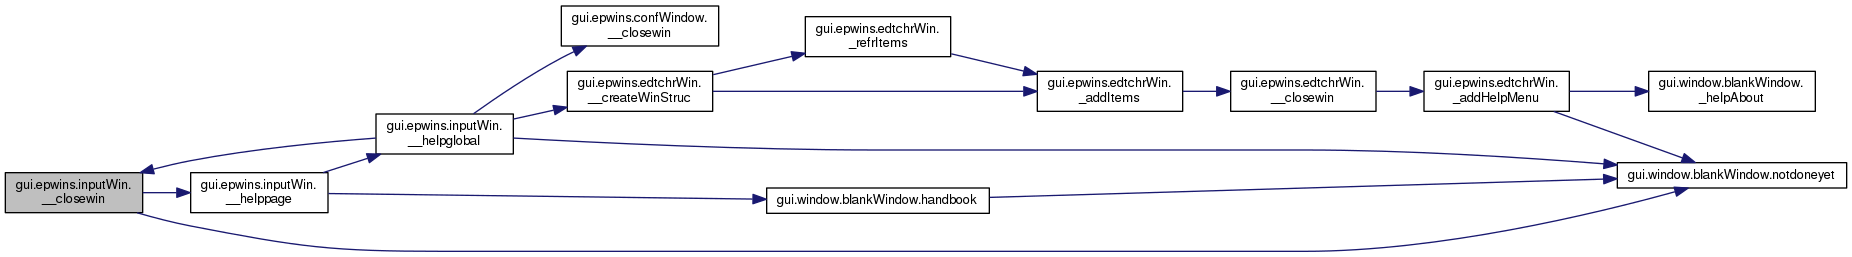 gui.epwins.inputWin.
__closewin
gui.epwins.inputWin.
__helppage
gui.epwins.inputWin.
__helpglobal
gui.epwins.confWindow.
__closewin
gui.epwins.edtchrWin.
__createWinStruc
gui.window.blankWindow.handbook
gui.epwins.edtchrWin.
_refrItems
gui.epwins.edtchrWin.
_addItems
gui.epwins.edtchrWin.
__closewin
gui.epwins.edtchrWin.
_addHelpMenu
gui.window.blankWindow.
_helpAbout
gui.window.blankWindow.notdoneyet